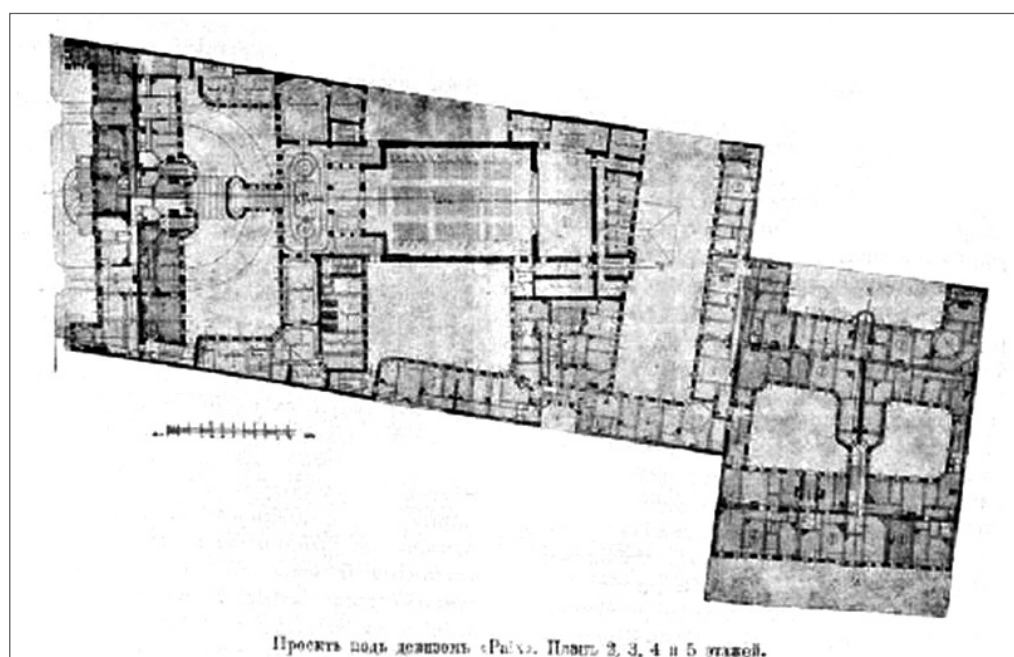 Проектъ подъ девизомъ «Paix». Планъ 2, 3, 4 и 5 этажей.